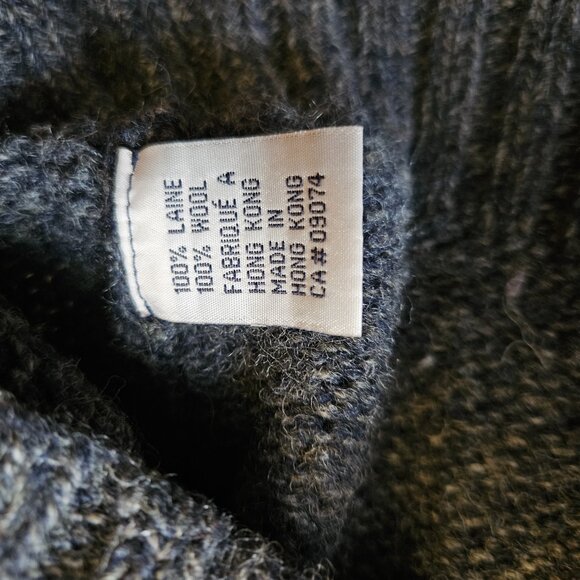 100% LAINE
100% WOOL
FABRIQUÉ A
HONG KONG
MADE IN
HONG KONG
CA# 09074